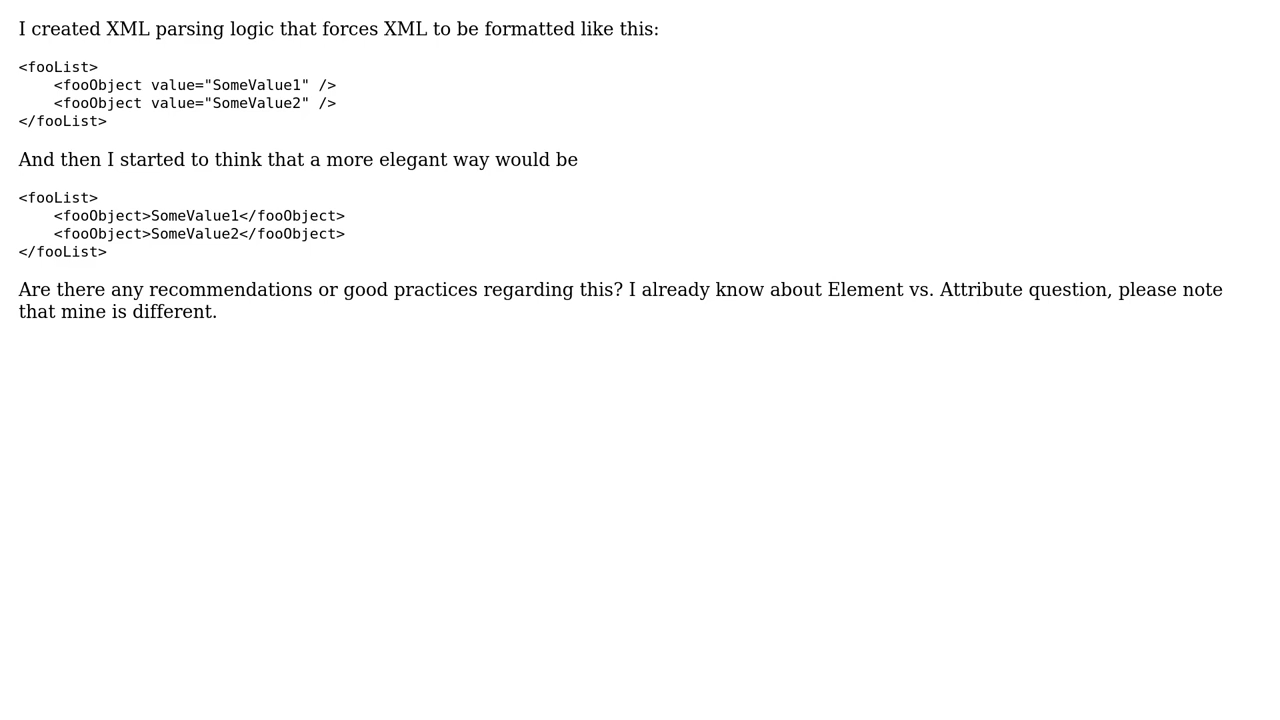 I created XML parsing logic that forces XML to be formatted like this:
<fooList>
    <fooObject value="SomeValue1" />
    <fooObject value="SomeValue2" />
</fooList>
And then I started to think that a more elegant way would be
<fooList>
    <fooObject>SomeValue1</fooObject>
    <fooObject>SomeValue2</fooObject>
</fooList>
Are there any recommendations or good practices regarding this? I already know about Element vs. Attribute question, please note
that mine is different.